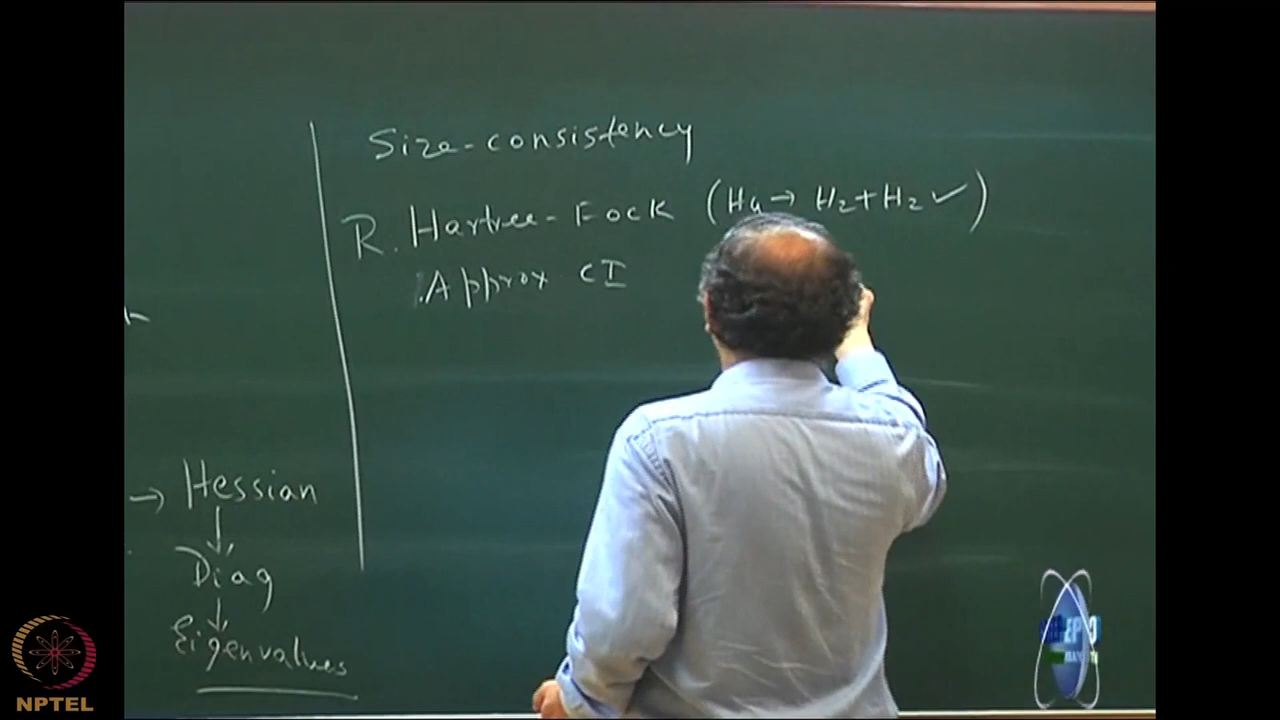 Size-consistency
R. Hartree-Fock (H4 → H2 + H2 ✓)
Approx CI
→ Hessian
↓
Diag
↓
Eigenvalues
NPTEL